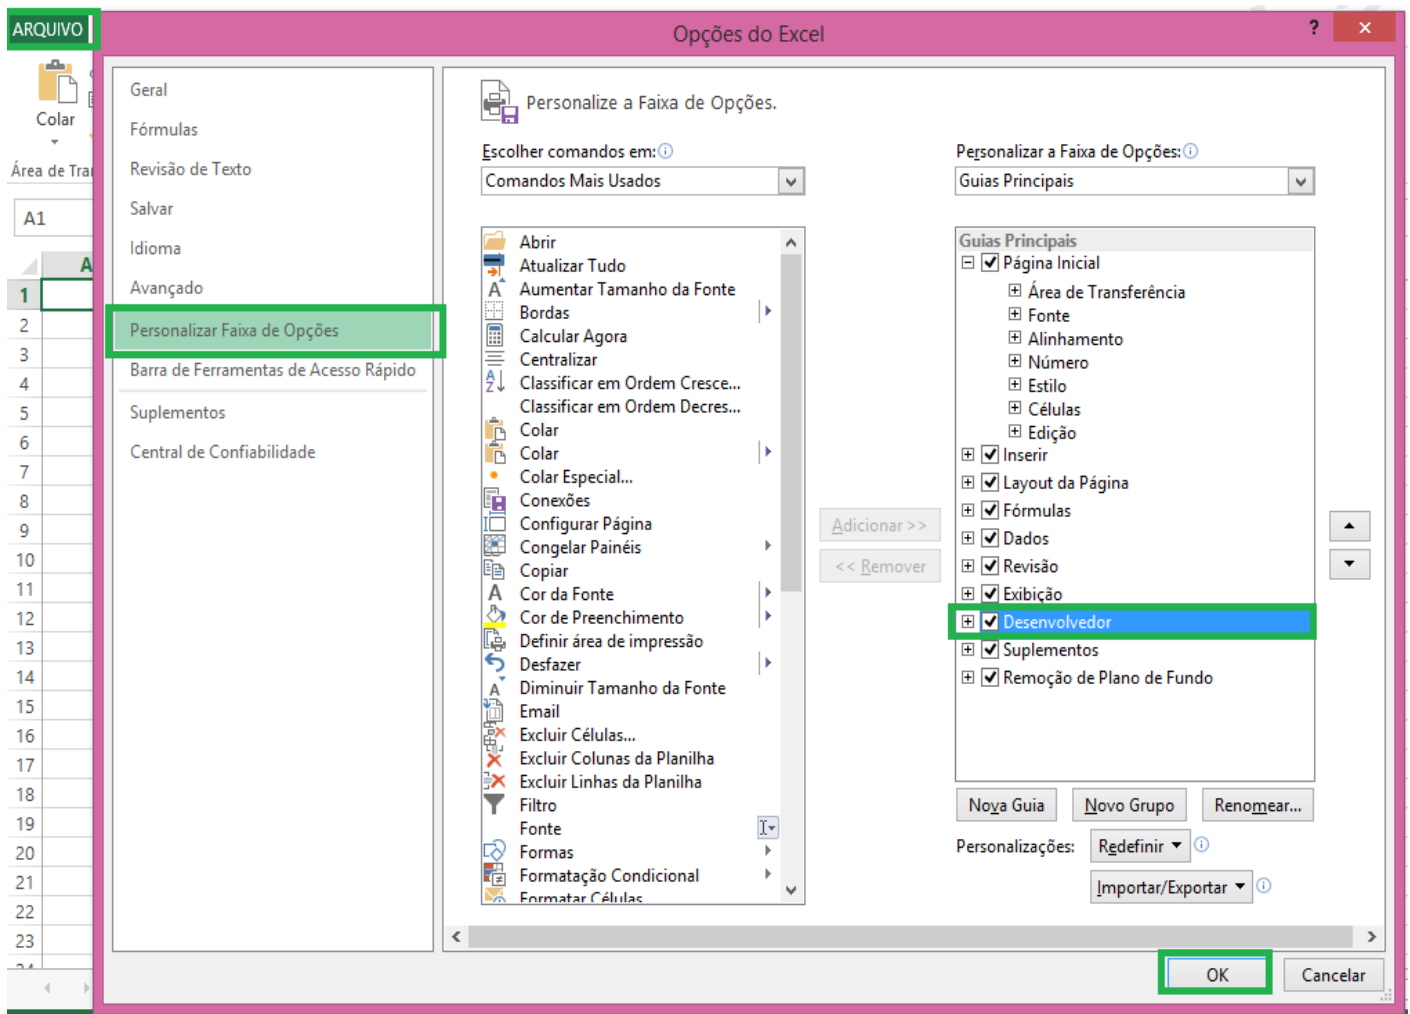 ARQUIVO
Opções do Excel
?
Colar
Área de Tra
A1
A
1
2
3
4
5
6
7
8
9
10
11
12
13
14
15
16
17
18
19
20
21
22
23
Geral
Fórmulas
Revisão de Texto
Salvar
Idioma
Avançado
Personalizar Faixa de Opções
Barra de Ferramentas de Acesso Rápido
Suplementos
Central de Confiabilidade
Personalize a Faixa de Opções.
Escolher comandos em:
Comandos Mais Usados
Abrir
Atualizar Tudo
Aumentar Tamanho da Fonte
Bordas
Calcular Agora
Centralizar
Classificar em Ordem Cresce...
Classificar em Ordem Decres...
Colar
Colar
Colar Especial...
Conexões
Configurar Página
Congelar Painéis
Copiar
Cor da Fonte
Cor de Preenchimento
Definir área de impressão
Desfazer
Diminuir Tamanho da Fonte
Email
Excluir Células...
Excluir Colunas da Planilha
Excluir Linhas da Planilha
Filtro
Fonte
Formas
Formatação Condicional
Formatar Células
Adicionar >>
<< Remover
Personalizar a Faixa de Opções:
Guias Principais
Guias Principais
Página Inicial
Área de Transferência
Fonte
Alinhamento
Número
Estilo
Células
Edição
Inserir
Layout da Página
Fórmulas
Dados
Revisão
Exibição
Desenvolvedor
Suplementos
Remoção de Plano de Fundo
Nova Guia
Novo Grupo
Renomear...
Personalizações:
Redefinir
Importar/Exportar
OK
Cancelar